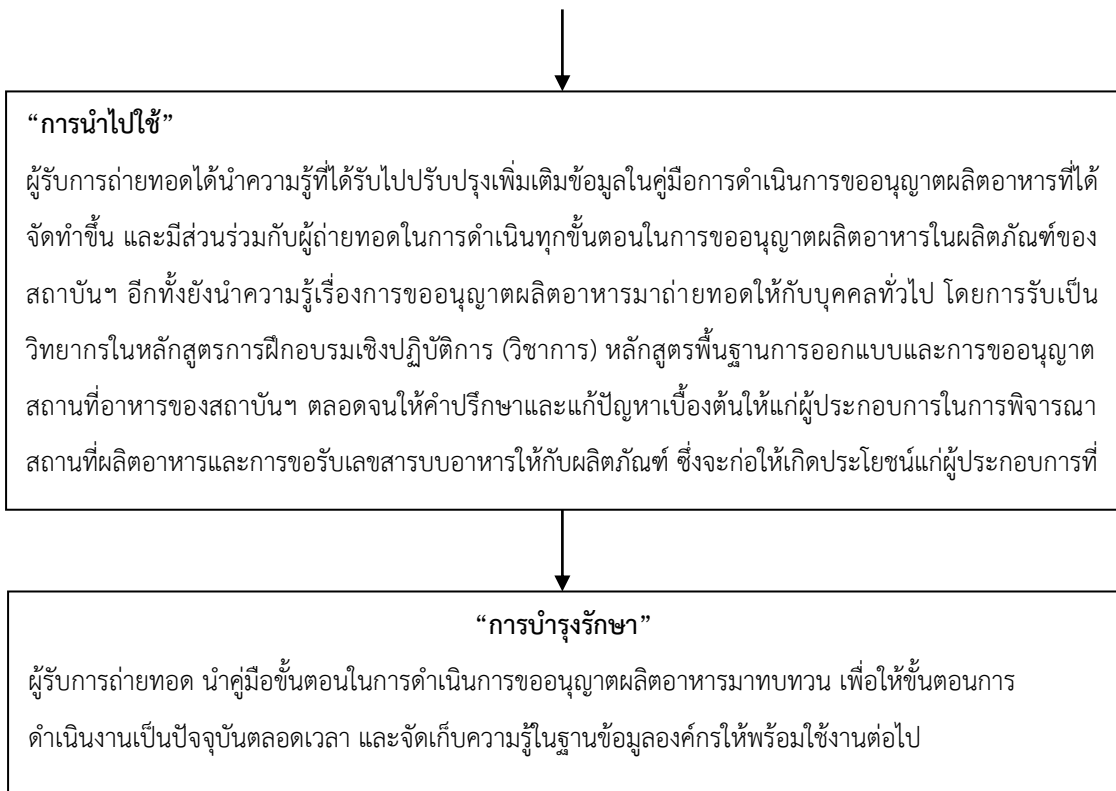 “การนำไปใช้”
ผู้รับการถ่ายทอดได้นำความรู้ที่ได้รับไปปรับปรุงเพิ่มเติมข้อมูลในคู่มือการดำเนินการขออนุญาตผลิตอาหารที่ได้
จัดทำขึ้น และมีส่วนร่วมกับผู้ถ่ายทอดในการดำเนินทุกขั้นตอนในการขออนุญาตผลิตอาหารในผลิตภัณฑ์ของ
สถาบันฯ อีกทั้งยังนำความรู้เรื่องการขออนุญาตผลิตอาหารมาถ่ายทอดให้กับบุคคลทั่วไป โดยการรับเป็น
วิทยากรในหลักสูตรการฝึกอบรมเชิงปฏิบัติการ (วิชาการ) หลักสูตรพื้นฐานการออกแบบและการขออนุญาต
สถานที่อาหารของสถาบันฯ ตลอดจนให้คำปรึกษาและแก้ปัญหาเบื้องต้นให้แก่ผู้ประกอบการในการพิจารณา
สถานที่ผลิตอาหารและการขอรับเลขสารบบอาหารให้กับผลิตภัณฑ์ ซึ่งจะก่อให้เกิดประโยชน์แก่ผู้ประกอบการที่
“การบำรุงรักษา”
ผู้รับการถ่ายทอด นำคู่มือขั้นตอนในการดำเนินการขออนุญาตผลิตอาหารมาทบทวน เพื่อให้ขั้นตอนการ
ดำเนินงานเป็นปัจจุบันตลอดเวลา และจัดเก็บความรู้ในฐานข้อมูลองค์กรให้พร้อมใช้งานต่อไป